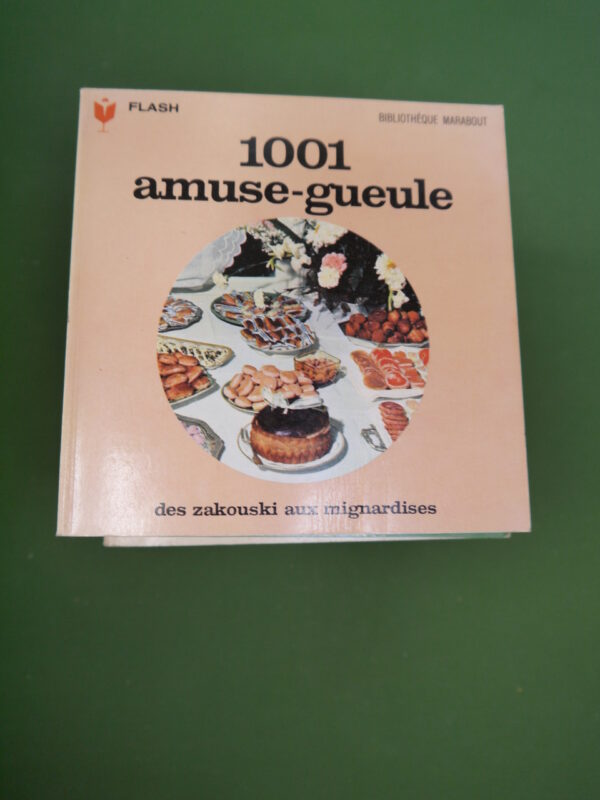 FLASH
BIBLIOTHÈQUE MARABOUT
1001
amuse-gueule
des zakouski aux mignardises